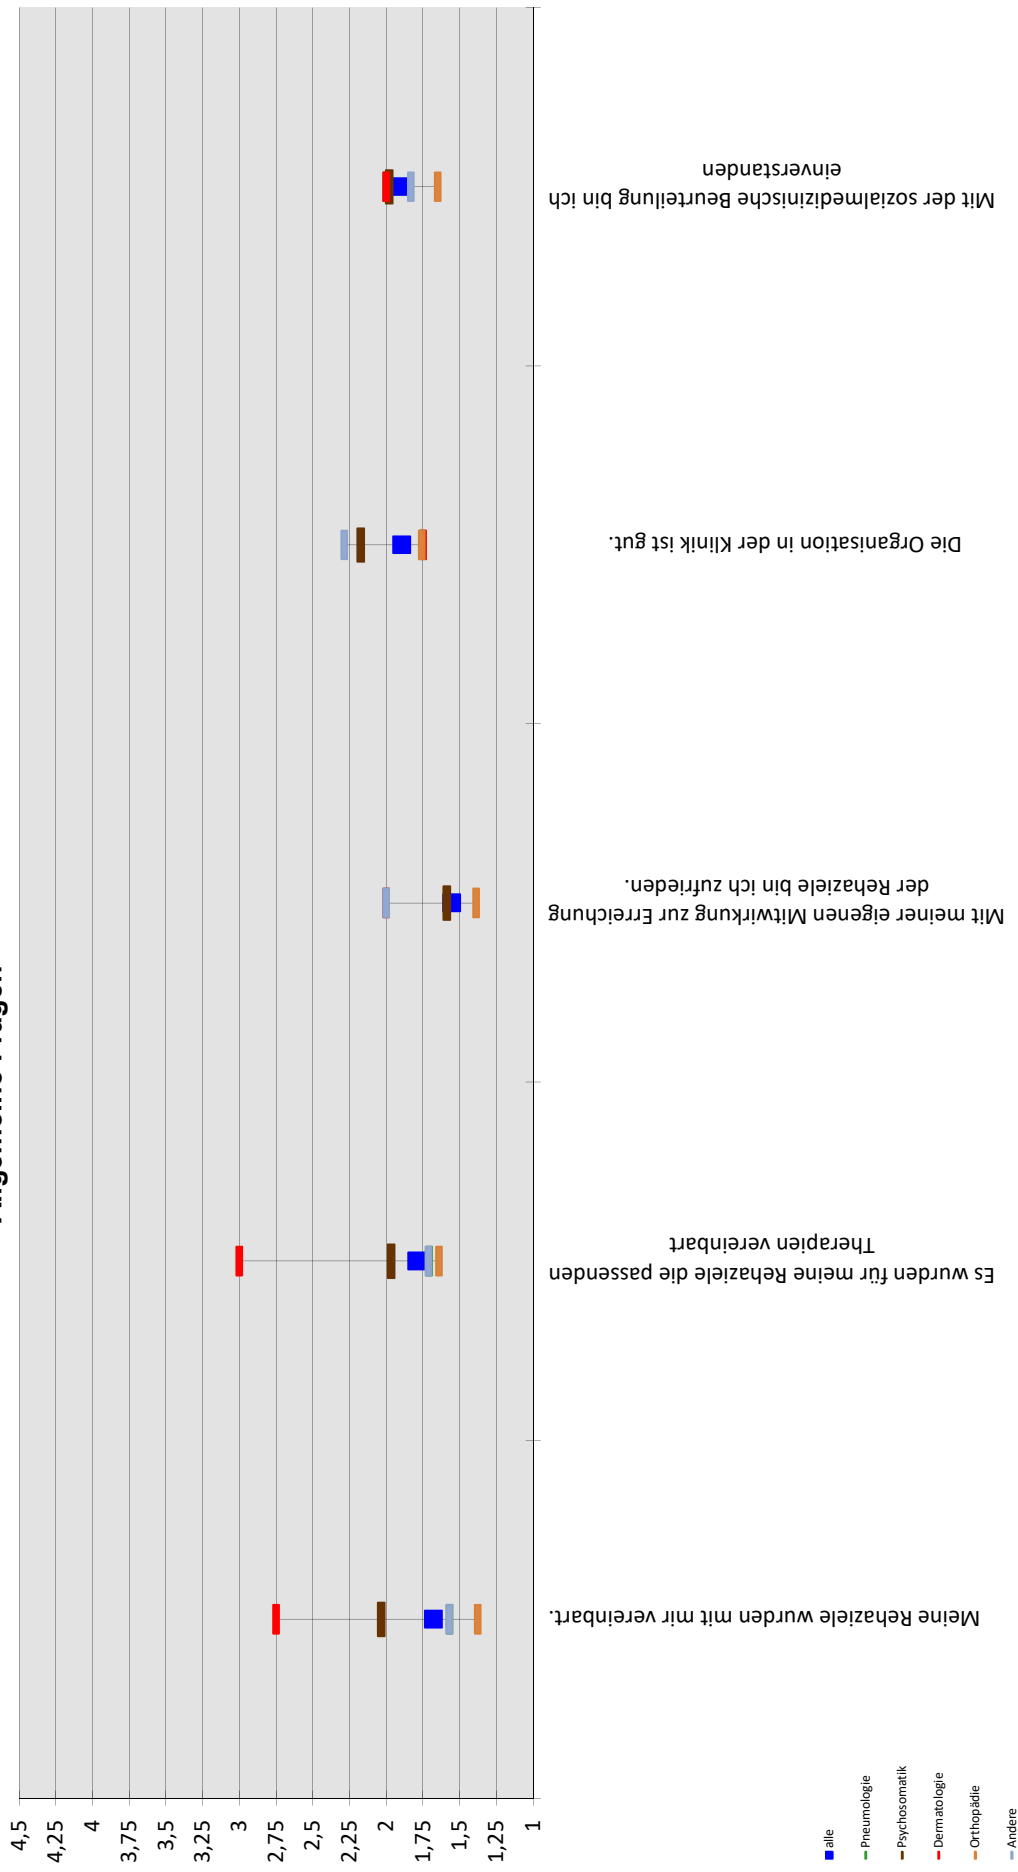 Allgemeine Fragen
4,5
4,25
4
3,75
3,5
3,25
3
2,75
2,5
2,25
2
1,75
1,5
1,25
1
Meine Rehaziele wurden mit mir vereinbart.
Es wurden für meine Rehaziele die passenden
Therapien vereinbart
Mit meiner eigenen Mitwirkung zur Erreichung
der Rehaziele bin ich zufrieden.
Die Organisation in der Klinik ist gut.
Mit der sozialmedizinische Beurteilung bin ich
einverstanden
alle
Pneumologie
Psychosomatik
Dermatologie
Orthopädie
Andere